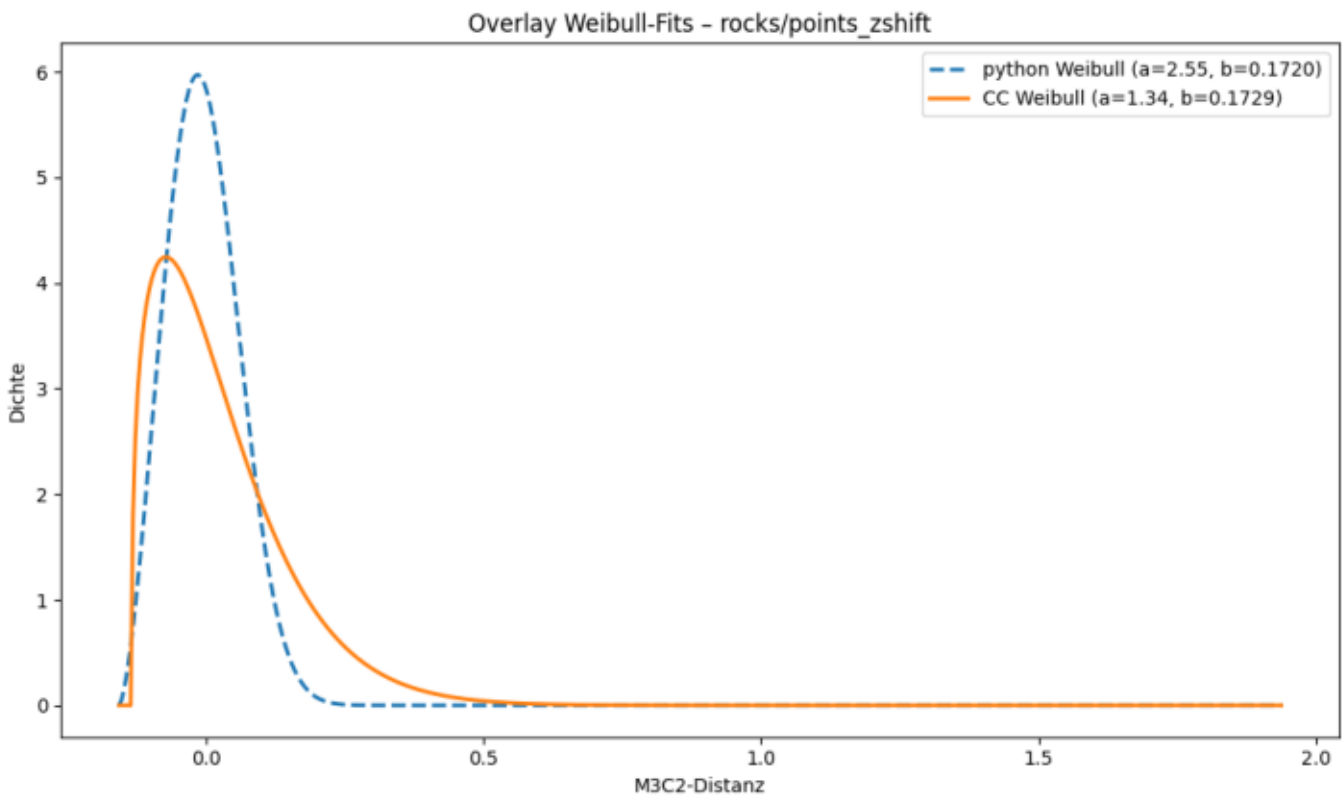 Overlay Weibull-Fits – rocks/points_zshift
python Weibull (a=2.55, b=0.1720)
CC Weibull (a=1.34, b=0.1729)
6
5
4
3
2
1
0
Dichte
0.0 0.5 1.0 1.5 2.0
M3C2-Distanz